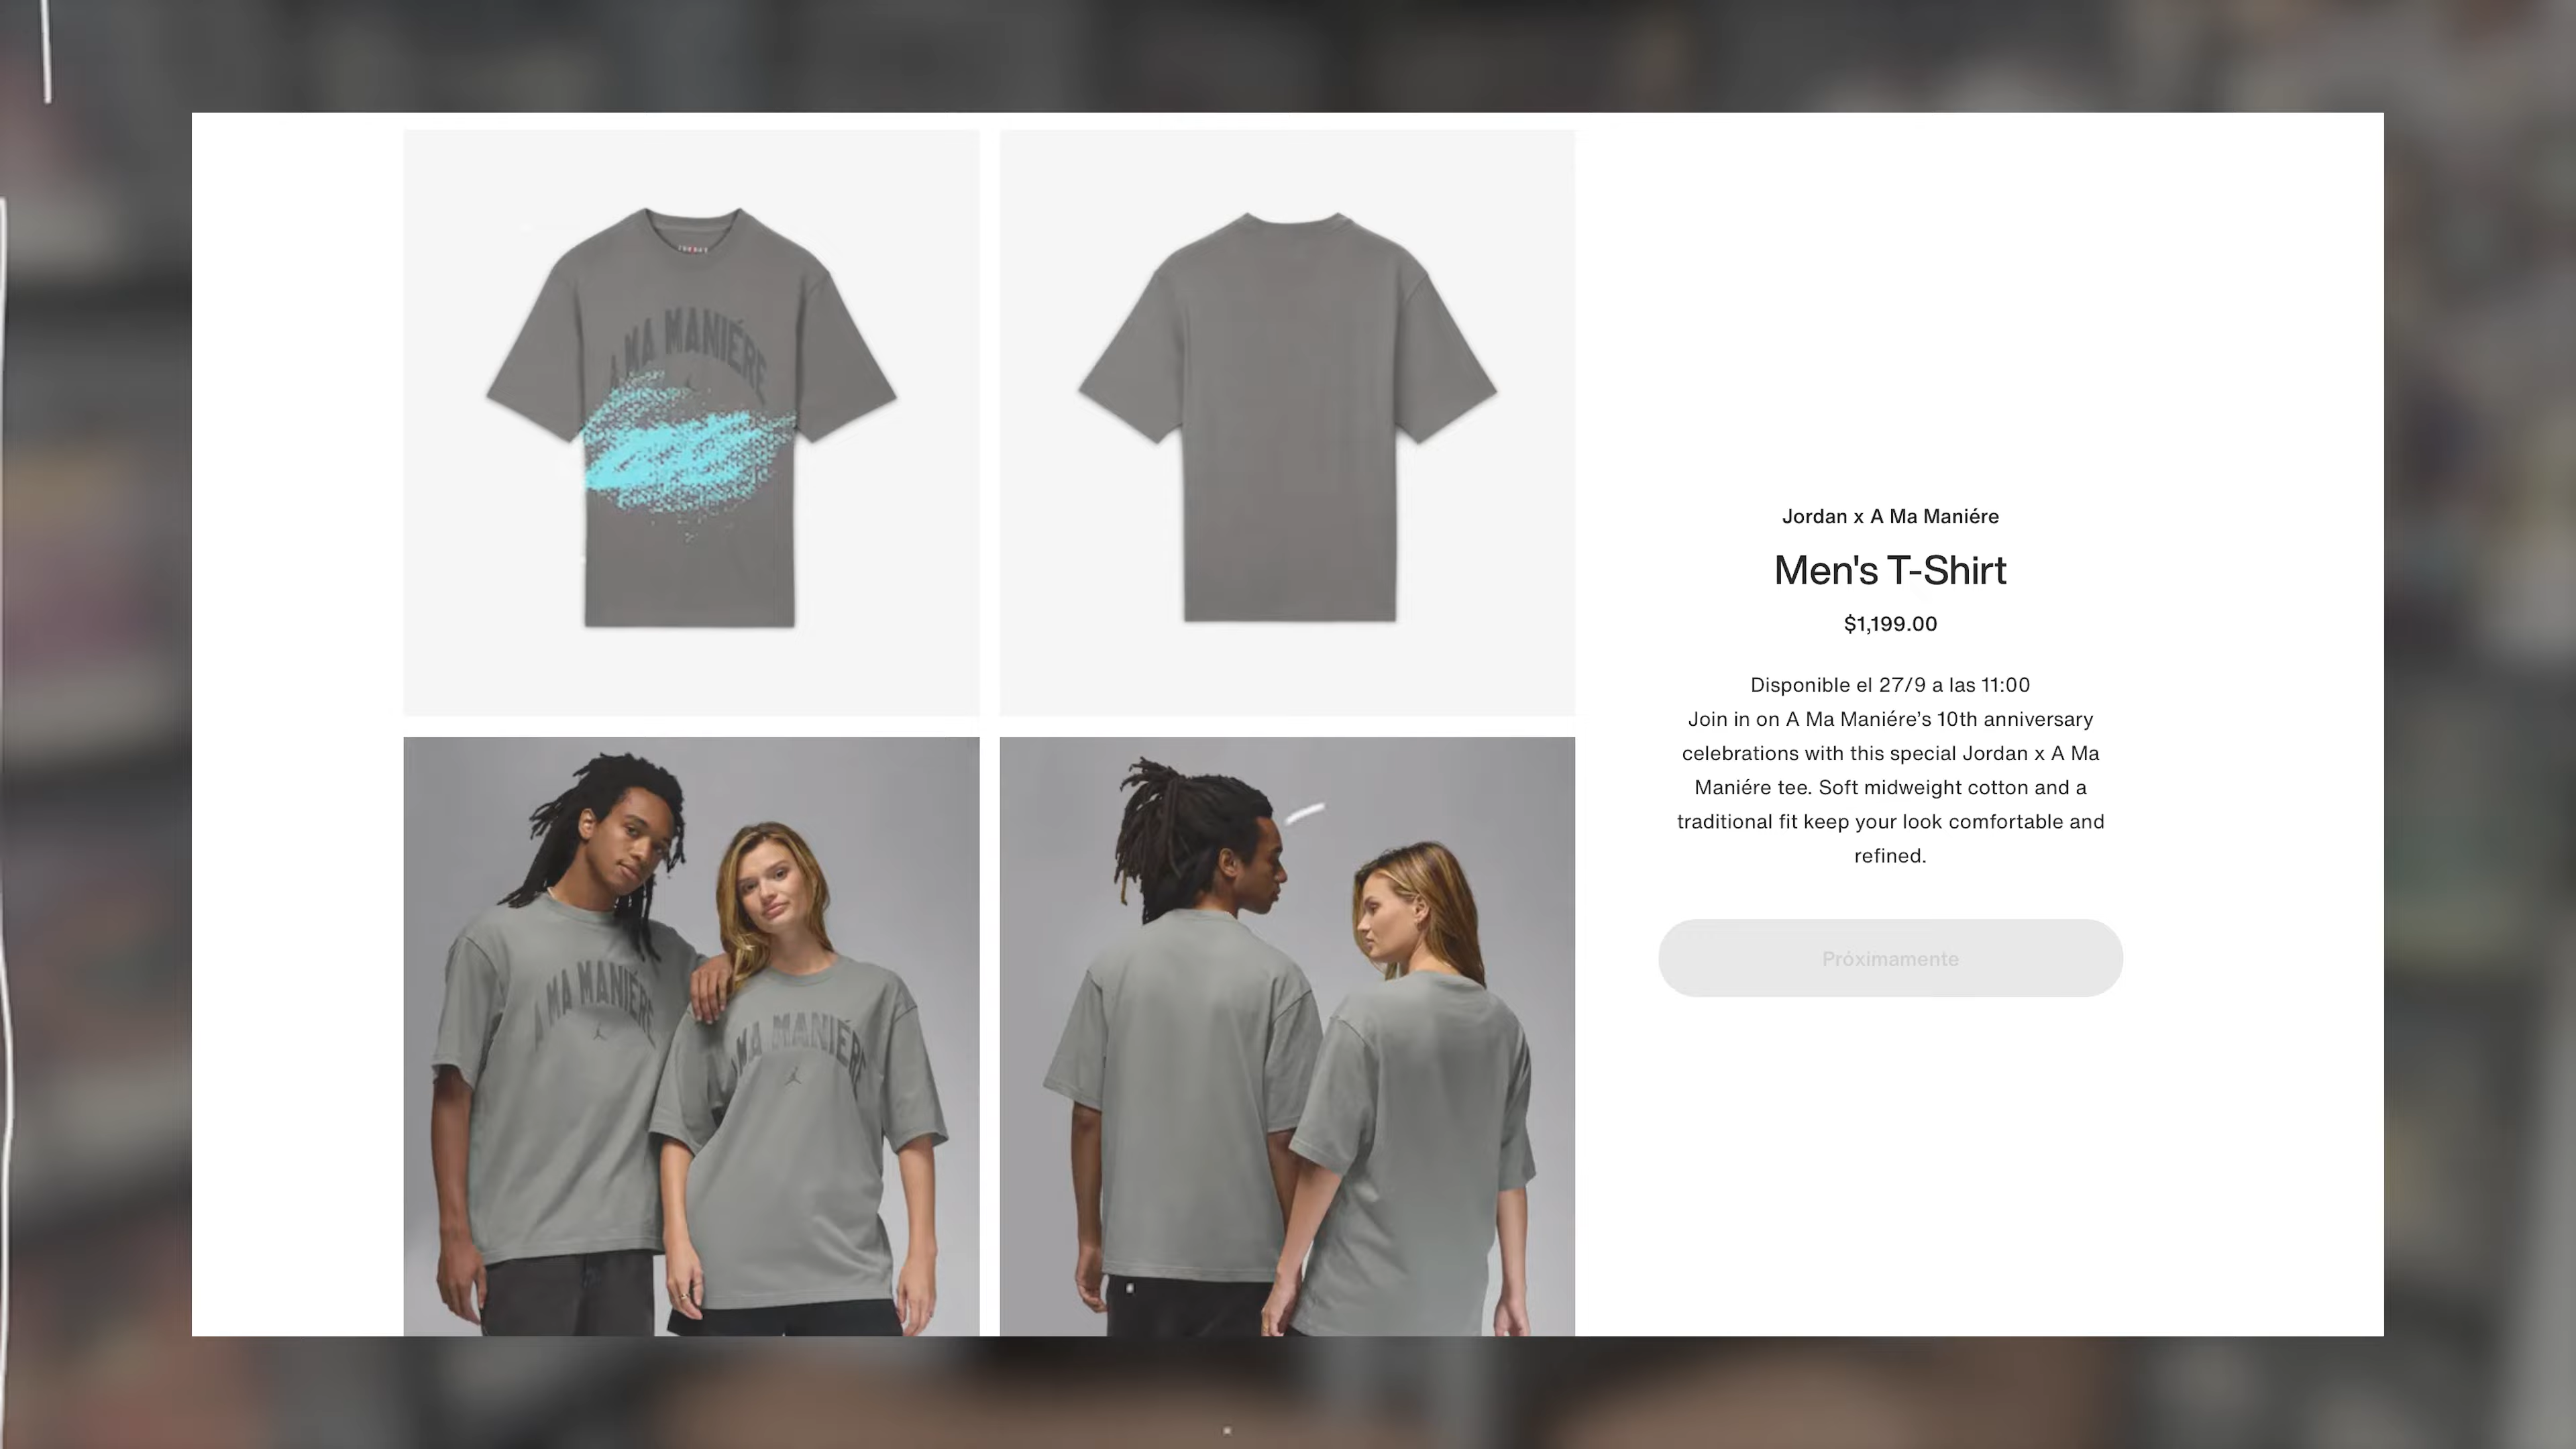 A MA MANIÉRE
A MA MANIÉRE
MA MANIÉR
Jordan x A Ma Maniére
Men's T-Shirt
$1,199.00
Disponible el 27/9 a las 11:00
Join in on A Ma Maniére’s 10th anniversary
celebrations with this special Jordan x A Ma
Maniére tee. Soft midweight cotton and a
traditional fit keep your look comfortable and
refined.
Próximamente